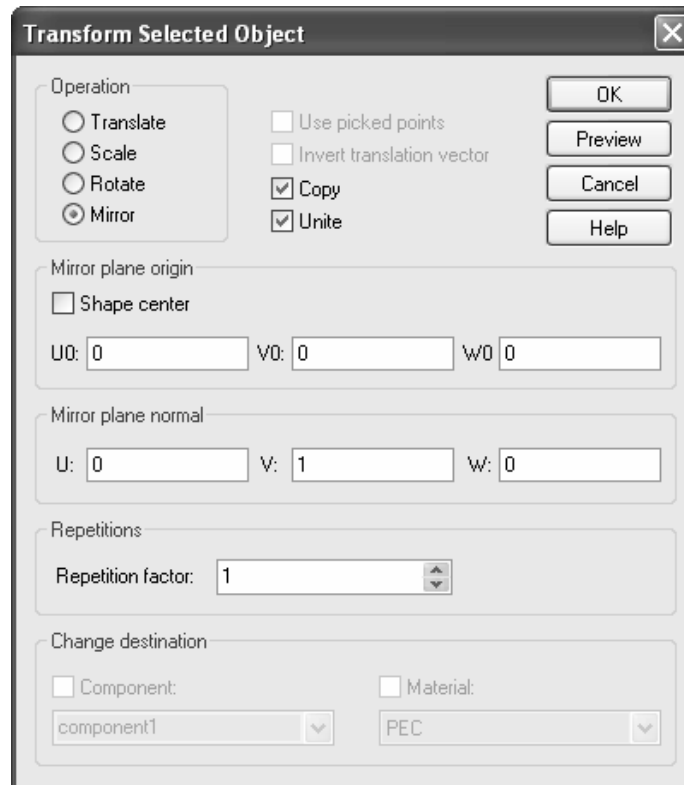 Transform Selected Object
Operation
Translate
Scale
Rotate
Mirror
Use picked points
Invert translation vector
Copy
Unite
OK
Preview
Cancel
Help
Mirror plane origin
Shape center
U0: 0 V0: 0 W0 0
Mirror plane normal
U: 0 V: 1 W: 0
Repetitions
Repetition factor: 1
Change destination
Component: Material:
component1 PEC